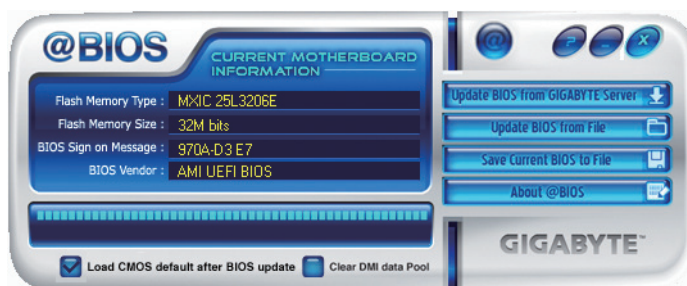 @BIOS
CURRENT MOTHERBOARD
INFORMATION
Flash Memory Type : MXIC 25L3206E
Flash Memory Size : 32M bits
BIOS Sign on Message : 970A-D3 E7
BIOS Vendor : AMI UEFI BIOS
Load CMOS default after BIOS update
Clear DMI data Pool
@
?
X
Update BIOS from GIGABYTE Server
Update BIOS from File
Save Current BIOS to File
About @BIOS
GIGABYTE™